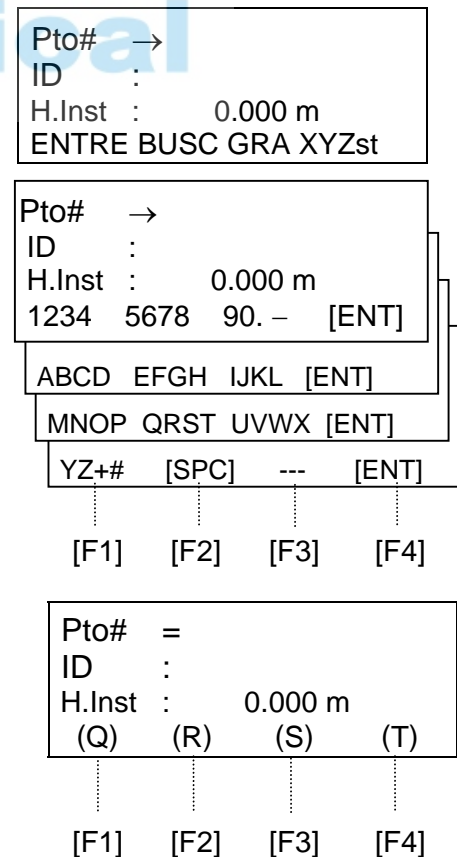 ical
Pto# →
ID :
H.Inst : 0.000 m
ENTRE BUSC GRA XYZst
Pto# →
ID :
H.Inst : 0.000 m
1234 5678 90. – [ENT]
ABCD EFGH IJKL [ENT]
MNOP QRST UVWX [ENT]
YZ+# [SPC] --- [ENT]
[F1] [F2] [F3] [F4]
Pto# =
ID :
H.Inst : 0.000 m
(Q) (R) (S) (T)
[F1] [F2] [F3] [F4]